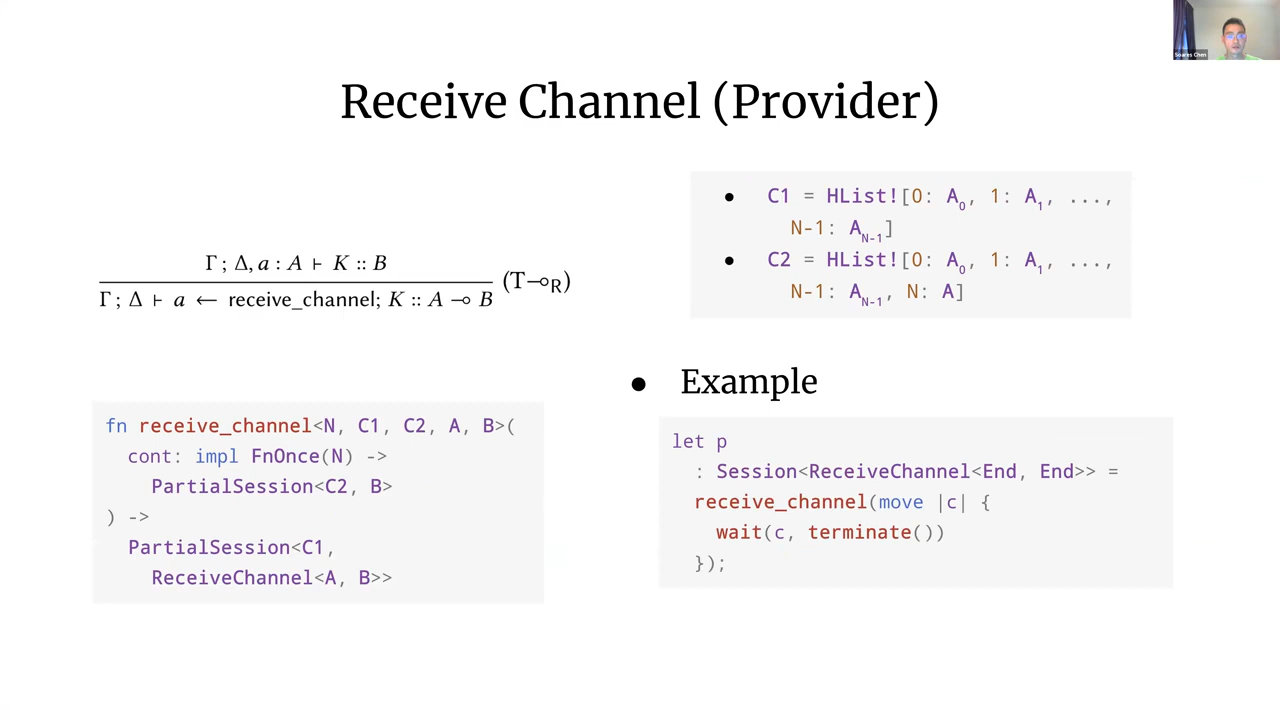 Soares Chen
Receive Channel (Provider)
Γ ; Δ, a : A ⊢ K :: B
Γ ; Δ ⊢ a ← receive_channel; K :: A ⊸ B
(T⊸R)
● C1 = HList![0: A0, 1: A1, ...,
N-1: AN-1]
● C2 = HList![0: A0, 1: A1, ...,
N-1: AN-1, N: A]
fn receive_channel<N, C1, C2, A, B>(
cont: impl FnOnce(N) ->
PartialSession<C2, B>
) ->
PartialSession<C1,
ReceiveChannel<A, B>>
● Example
let p
: Session<ReceiveChannel<End, End>> =
receive_channel(move |c| {
wait(c, terminate())
});